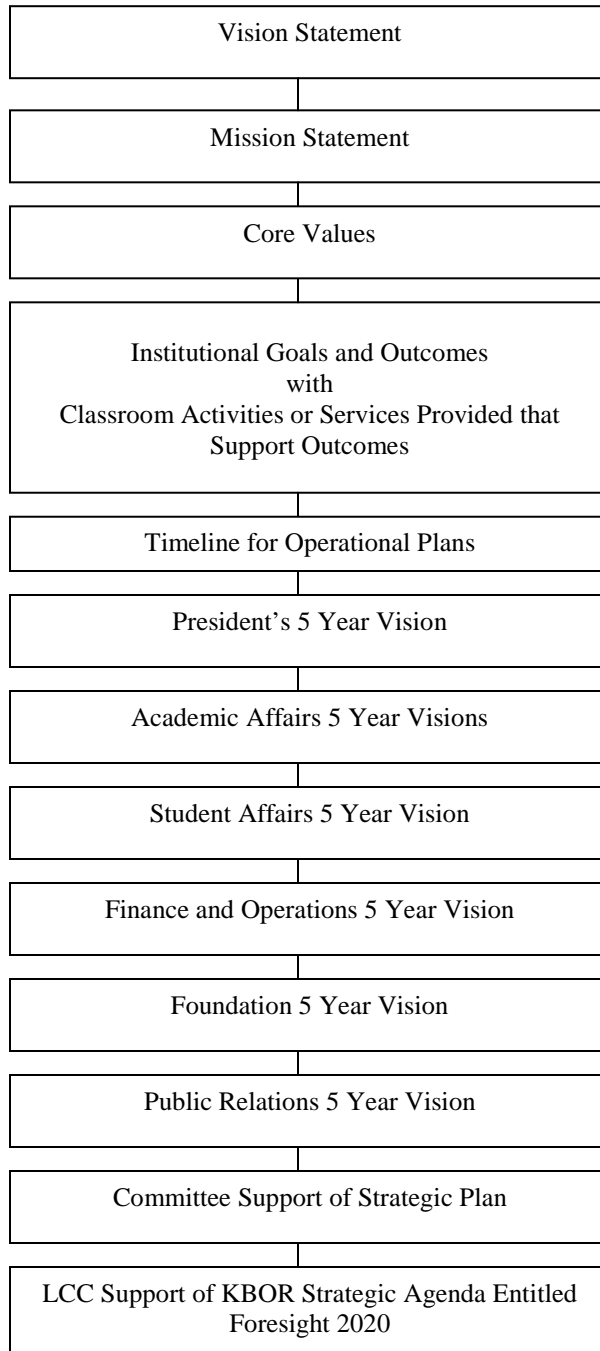 Vision Statement
Mission Statement
Core Values
Institutional Goals and Outcomes
with
Classroom Activities or Services Provided that
Support Outcomes
Timeline for Operational Plans
President’s 5 Year Vision
Academic Affairs 5 Year Visions
Student Affairs 5 Year Vision
Finance and Operations 5 Year Vision
Foundation 5 Year Vision
Public Relations 5 Year Vision
Committee Support of Strategic Plan
LCC Support of KBOR Strategic Agenda Entitled
Foresight 2020